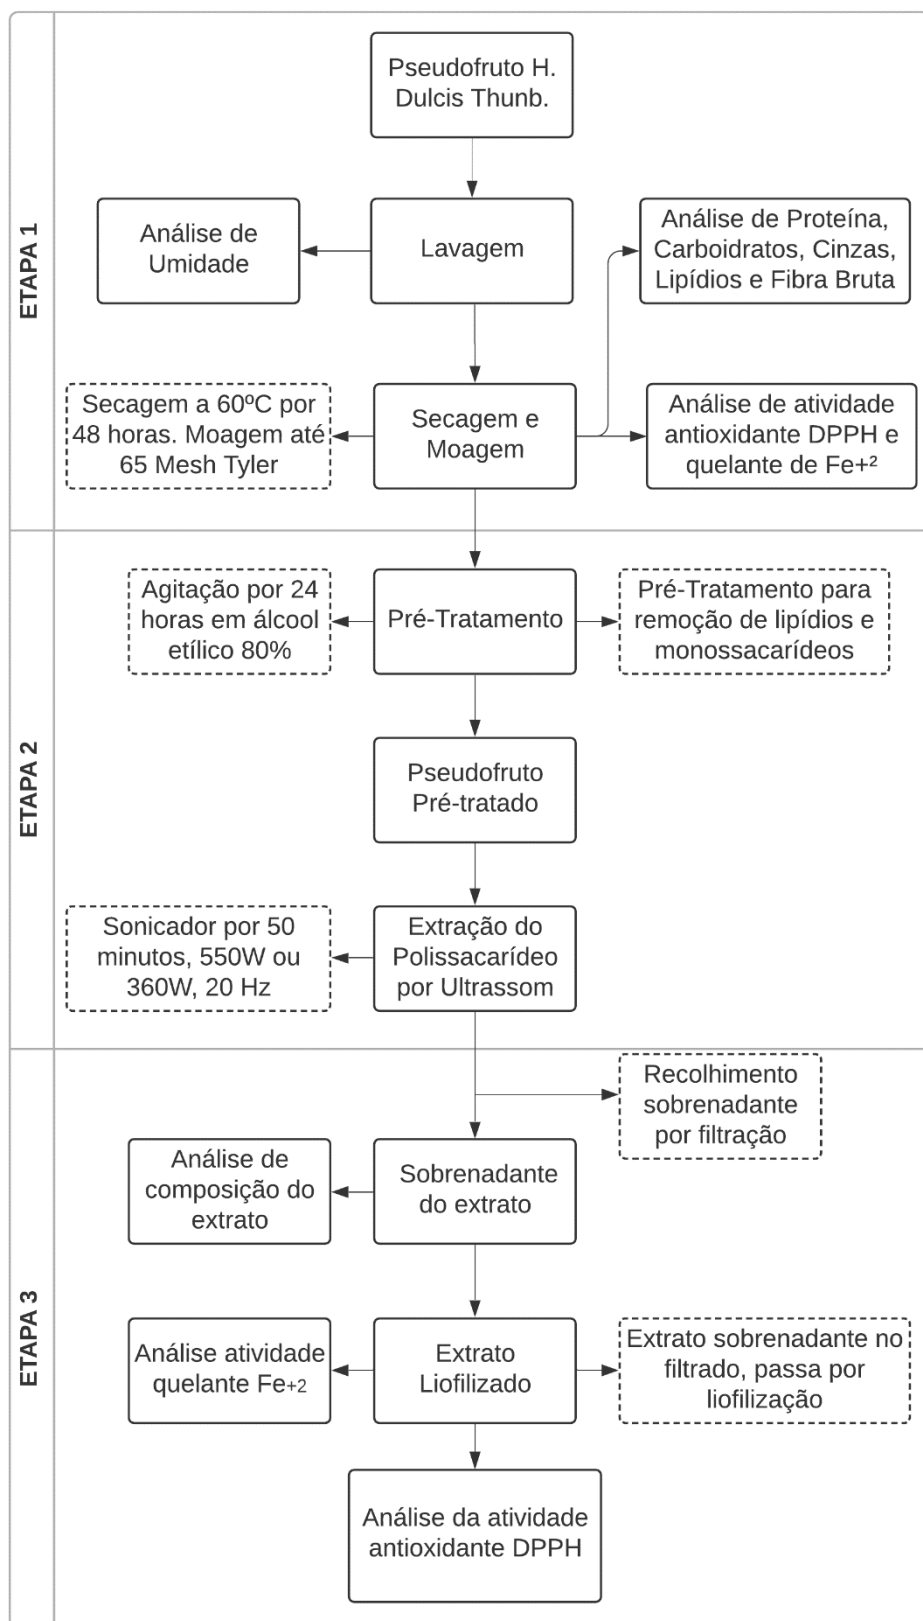 ETAPA 1
Pseudofruto H.
Dulcis Thunb.
Análise de
Umidade
Lavagem
Análise de Proteína,
Carboidratos, Cinzas,
Lipídios e Fibra Bruta
Secagem a 60ºC por
48 horas. Moagem até
65 Mesh Tyler
Secagem e
Moagem
Análise de atividade
antioxidante DPPH e
quelante de Fe+²
ETAPA 2
Agitação por 24
horas em álcool
etílico 80%
Pré-Tratamento
Pré-Tratamento para
remoção de lipídios e
monossacarídeos
Pseudofruto
Pré-tratado
Sonicador por 50
minutos, 550W ou
360W, 20 Hz
Extração do
Polissacarídeo
por Ultrassom
ETAPA 3
Recolhimento
sobrenadante
por filtração
Análise de
composição do
extrato
Sobrenadante
do extrato
Análise atividade
quelante Fe+2
Extrato
Liofilizado
Extrato sobrenadante no
filtrado, passa por
liofilização
Análise da atividade
antioxidante DPPH